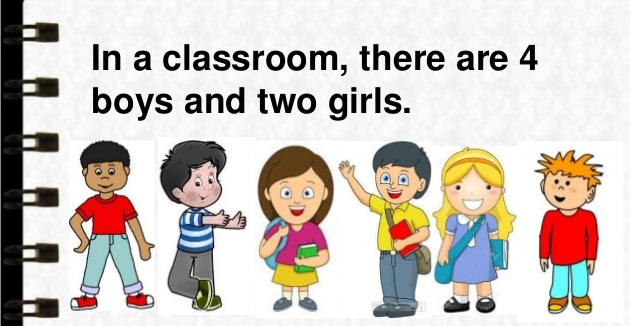 In a classroom, there are 4
boys and two girls.